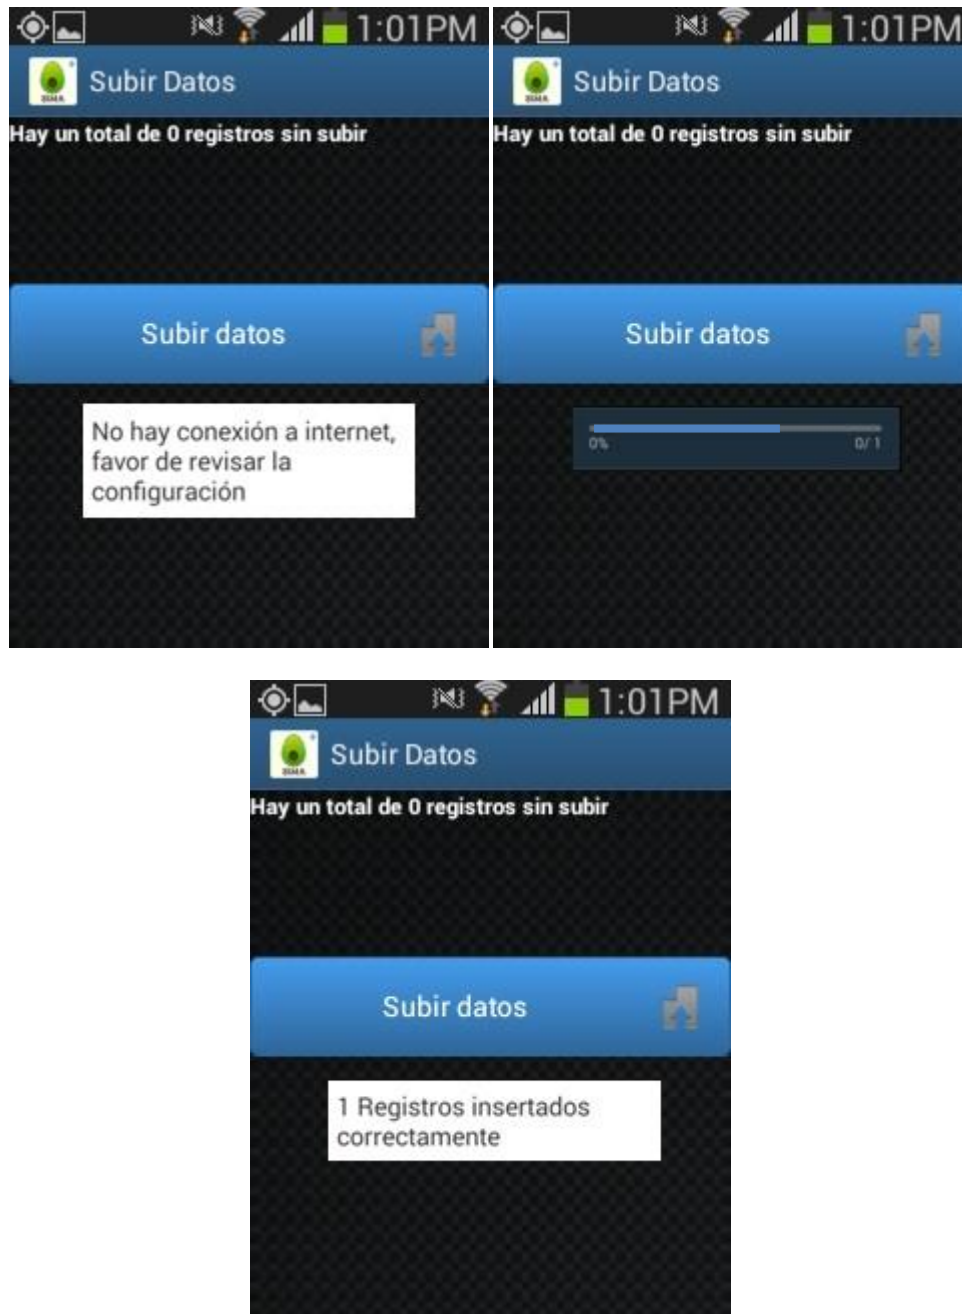 1:01PM
Subir Datos
Hay un total de 0 registros sin subir
Subir datos
No hay conexión a internet,
favor de revisar la
configuración
1:01PM
Subir Datos
Hay un total de 0 registros sin subir
Subir datos
0% 0/1
1:01PM
Subir Datos
Hay un total de 0 registros sin subir
Subir datos
1 Registros insertados
correctamente